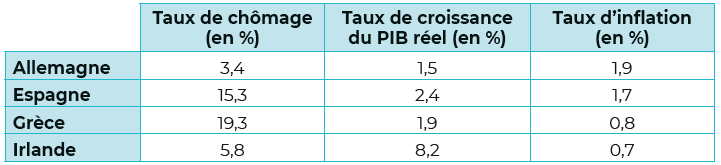 Taux de chômage Taux de croissance Taux d’inflation
(en %) du PIB réel (en %) (en %)
Allemagne 3,4 1,5 1,9
Espagne 15,3 2,4 1,7
Grèce 19,3 1,9 0,8
Irlande 5,8 8,2 0,7